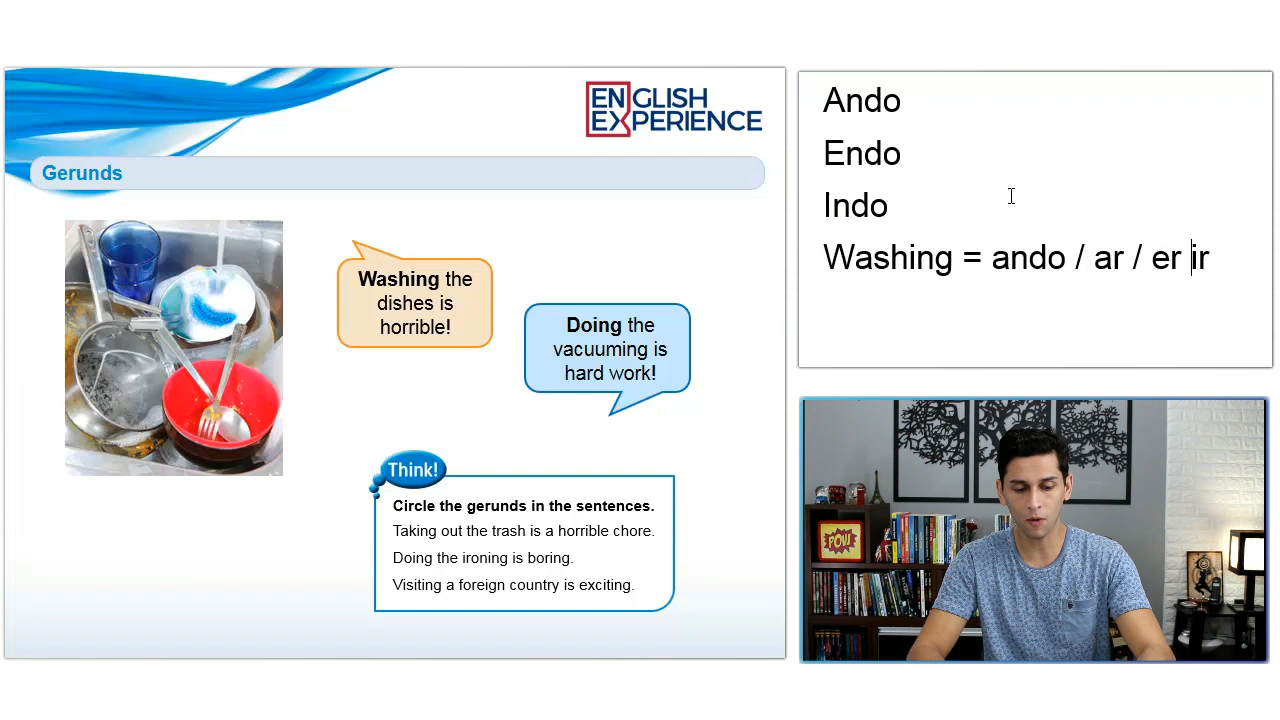 ENGLISH
EXPERIENCE
Gerunds
Washing the
dishes is
horrible!
Doing the
vacuuming is
hard work!
Think!
Circle the gerunds in the sentences.
Taking out the trash is a horrible chore.
Doing the ironing is boring.
Visiting a foreign country is exciting.
Ando
Endo
Indo
Washing = ando / ar / er ir
POW!